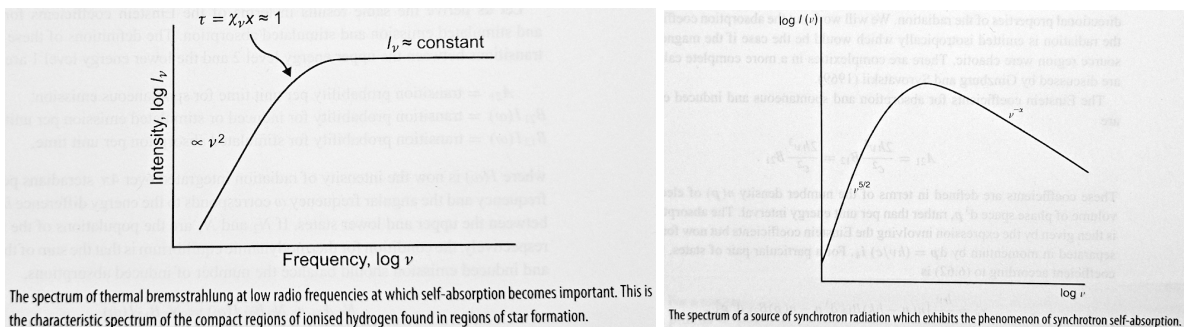 τ = χᵥx ≈ 1
Iᵥ ≈ constant
∝ ν²
Intensity, log Iᵥ
Frequency, log ν
The spectrum of thermal bremsstrahlung at low radio frequencies at which self-absorption becomes important. This is
the characteristic spectrum of the compact regions of ionised hydrogen found in regions of star formation.
log I (ν)
ν^5/2
log ν
The spectrum of a source of synchrotron radiation which exhibits the phenomenon of synchrotron self-absorption.